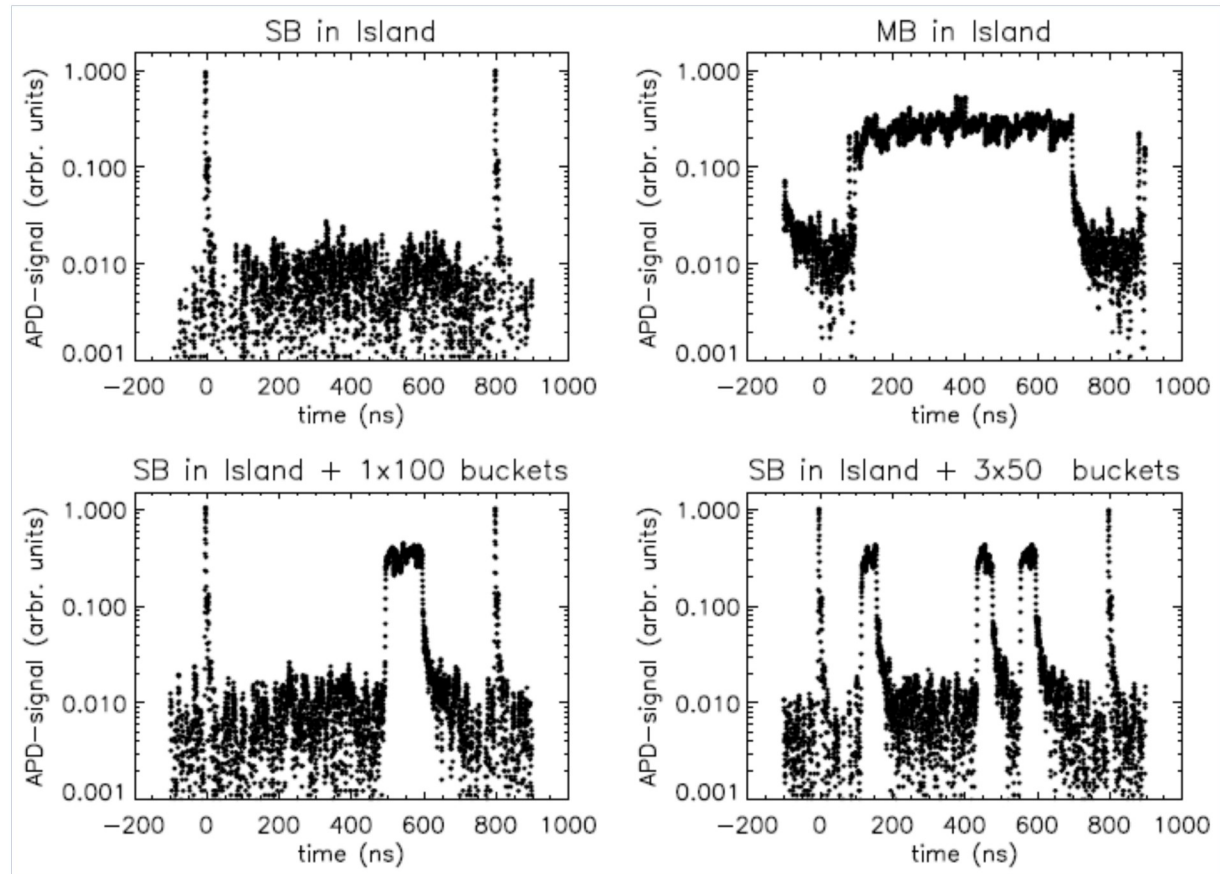 SB in Island
APD-signal (arbr. units)
1.000
0.100
0.010
0.001
-200 0 200 400 600 800 1000
time (ns)
MB in Island
APD-signal (arbr. units)
1.000
0.100
0.010
0.001
-200 0 200 400 600 800 1000
time (ns)
SB in Island + 1x100 buckets
APD-signal (arbr. units)
1.000
0.100
0.010
0.001
-200 0 200 400 600 800 1000
time (ns)
SB in Island + 3x50 buckets
APD-signal (arbr. units)
1.000
0.100
0.010
0.001
-200 0 200 400 600 800 1000
time (ns)